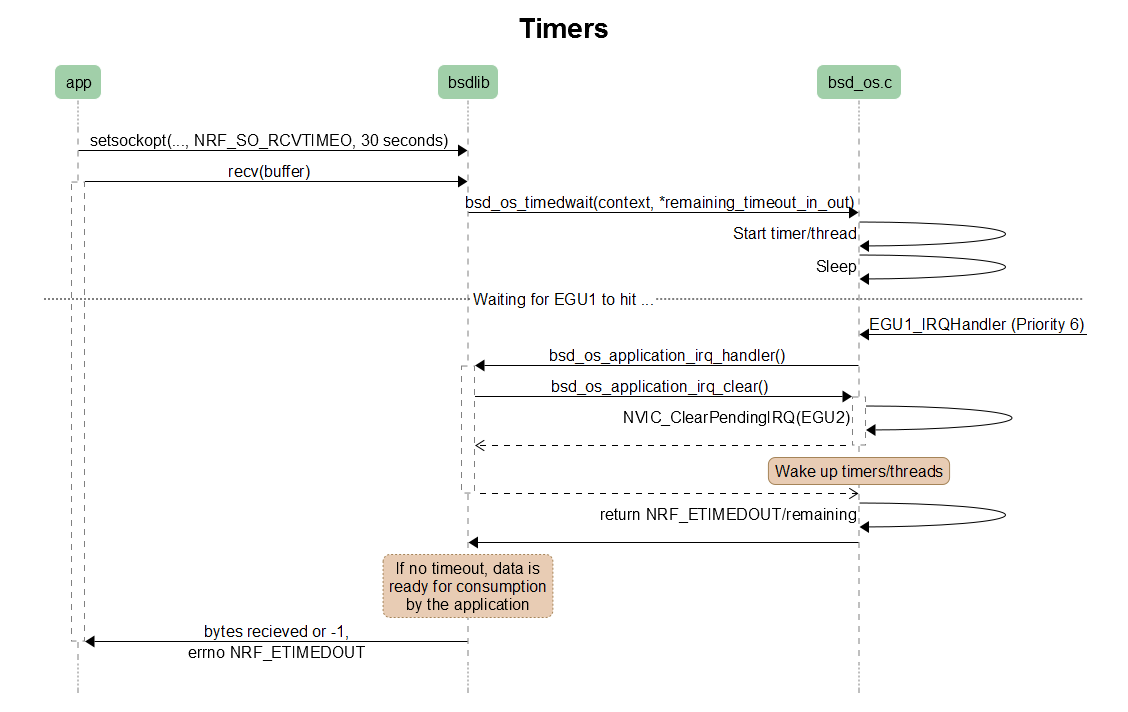 Timers
app
bsdlib
bsd_os.c
setsockopt(..., NRF_SO_RCVTIMEO, 30 seconds)
recv(buffer)
bsd_os_timedwait(context, *remaining_timeout_in_out)
Start timer/thread
Sleep
Waiting for EGU1 to hit ...
EGU1_IRQHandler (Priority 6)
bsd_os_application_irq_handler()
bsd_os_application_irq_clear()
NVIC_ClearPendingIRQ(EGU2)
Wake up timers/threads
return NRF_ETIMEDOUT/remaining
If no timeout, data is
ready for consumption
by the application
bytes recieved or -1,
errno NRF_ETIMEDOUT